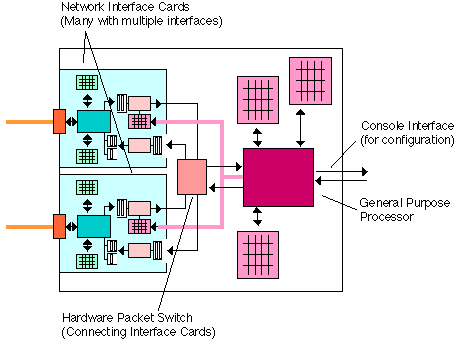 Network Interface Cards
(Many with multiple interfaces)
Console Interface
(for configuration)
General Purpose
Processor
Hardware Packet Switch
(Connecting Interface Cards)